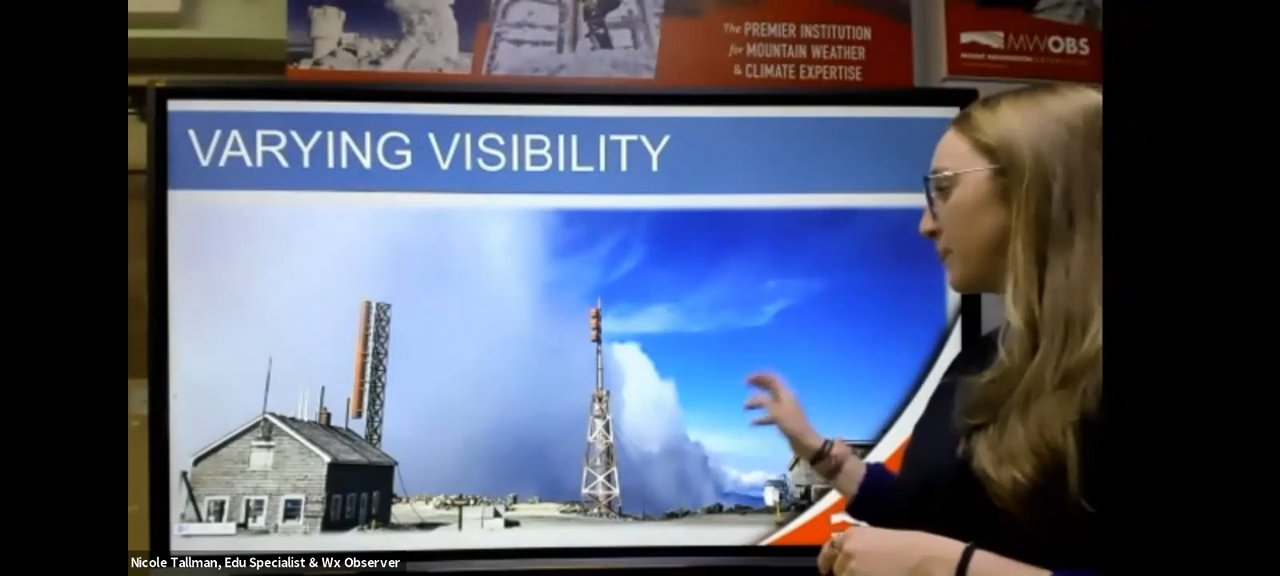 The PREMIER INSTITUTION
for MOUNTAIN WEATHER
& CLIMATE EXPERTISE
MWOBS
VARYING VISIBILITY
Nicole Tallman, Edu Specialist & Wx Observer